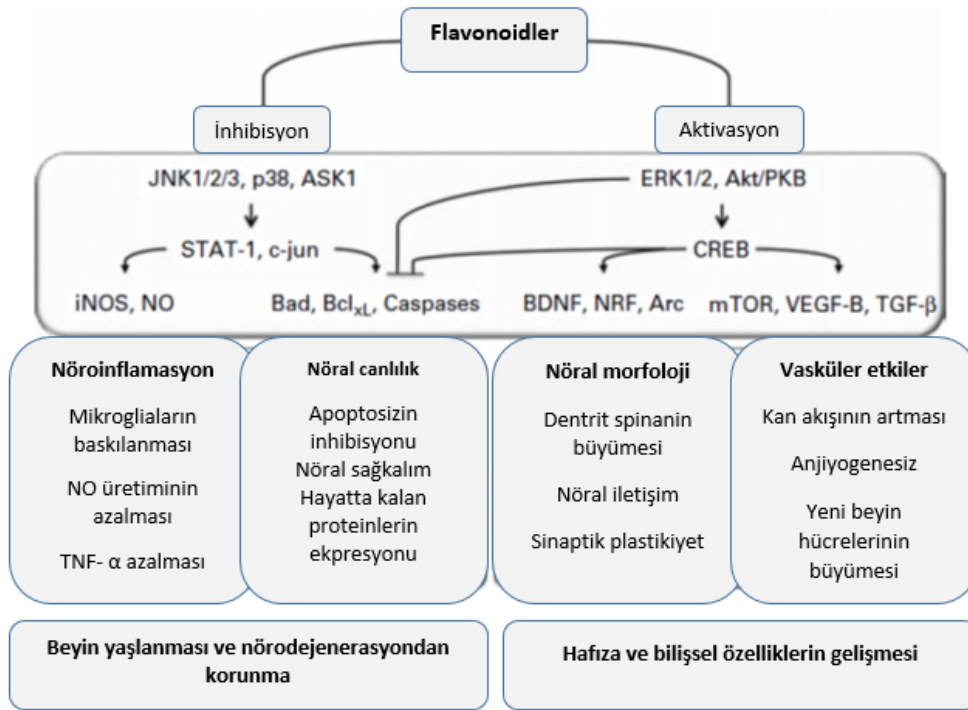 Flavonoidler
İnhibisyon
Aktivasyon
JNK1/2/3, p38, ASK1
ERK1/2, Akt/PKB
STAT-1, c-jun
CREB
iNOS, NO
Bad, BclxL, Caspases
BDNF, NRF, Arc
mTOR, VEGF-B, TGF-β
Nöroinflamasyon
Mikrogliaların
baskılanması
NO üretiminin
azalması
TNF- α azalması
Nöral canlılık
Apoptosizin
inhibisyonu
Nöral sağkalım
Hayatta kalan
proteinlerin
ekpresyonu
Nöral morfoloji
Dentrit spinanin
büyümesi
Nöral iletişim
Sinaptik plastikiyet
Vasküler etkiler
Kan akışının artması
Anjiyogenesiz
Yeni beyin
hücrelerinin
büyümesi
Beyin yaşlanması ve nörodejenerasyondan
korunma
Hafıza ve bilişsel özelliklerin gelişmesi